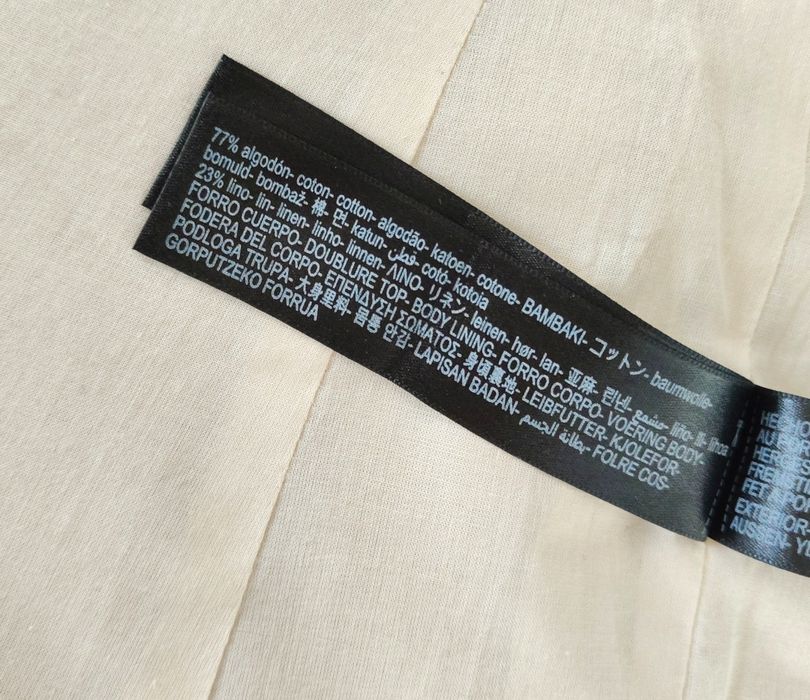 77% algodón- coton- cotton- algodão- katoen- cotone- BAMBAKI- コットン- baumwolle-
bomuld- bombaž- 棉- 면- katun- قطن- cotó- kotoia
23% lino- lin- linen- linho- linnen- ΛΙΝΟ- リネン- leinen- hør- lan- 亚麻- 린넨- لينن- liho- lli- lihoa
FORRO CUERPO- DOUBLURE TOP- BODY LINING- FORRO CORPO- VOERING BODY-
FODERA DEL CORPO- ΕΠΕΝΔΥΣΗ ΣΩΜΑΤΟΣ- 身頃裏地- LEIBFUTTER- KJOLEFOR-
PODLOGA TRUPA- 大身里料- 몸통 안감- LAPISAN BADAN- بطانة الجسم- FOLRE COS-
GORPUTZEKO FORRUA